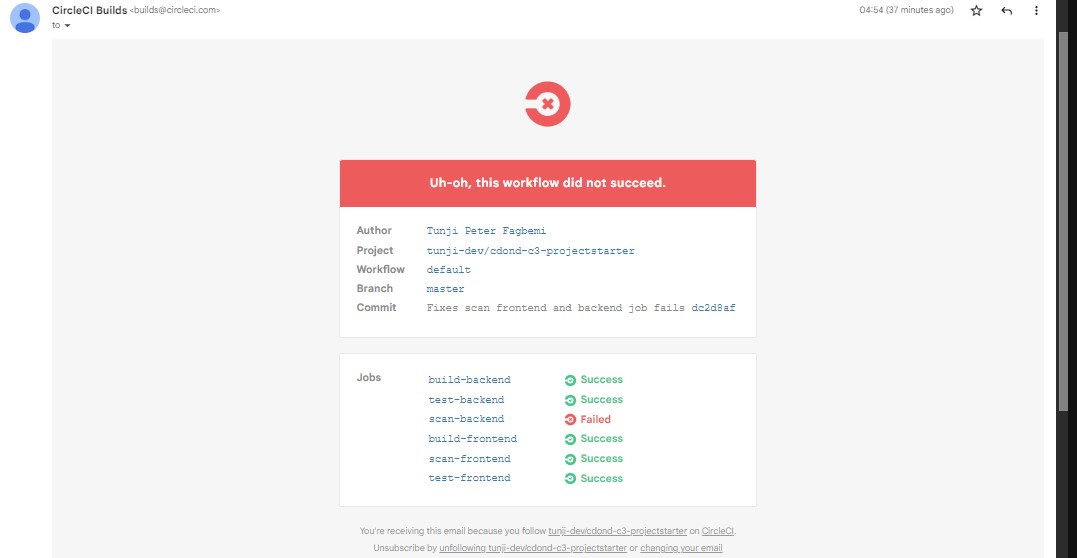 CircleCI Builds <builds@circleci.com> 04:54 (37 minutes ago)
to
Uh-oh, this workflow did not succeed.
Author Tunji Peter Fagbemi
Project tunji-dev/cdond-c3-projectstarter
Workflow default
Branch master
Commit Fixes scan frontend and backend job fails dc2d8af
Jobs build-backend Success
test-backend Success
scan-backend Failed
build-frontend Success
scan-frontend Success
test-frontend Success
You're receiving this email because you follow tunji-dev/cdond-c3-projectstarter on CircleCI.
Unsubscribe by unfollowing tunji-dev/cdond-c3-projectstarter or changing your email